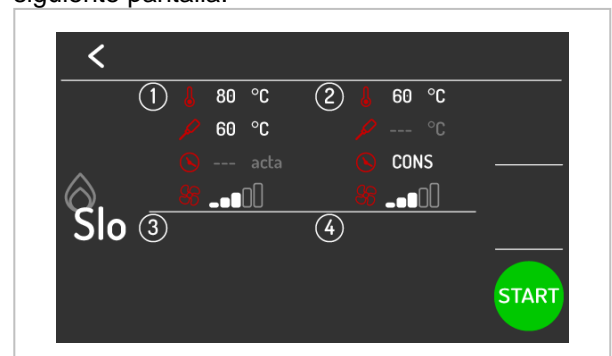 siguiente pantalla:
<
① 80 °C ② 60 °C
60 °C --- °C
--- acta CONS
Slo ③ ④
START